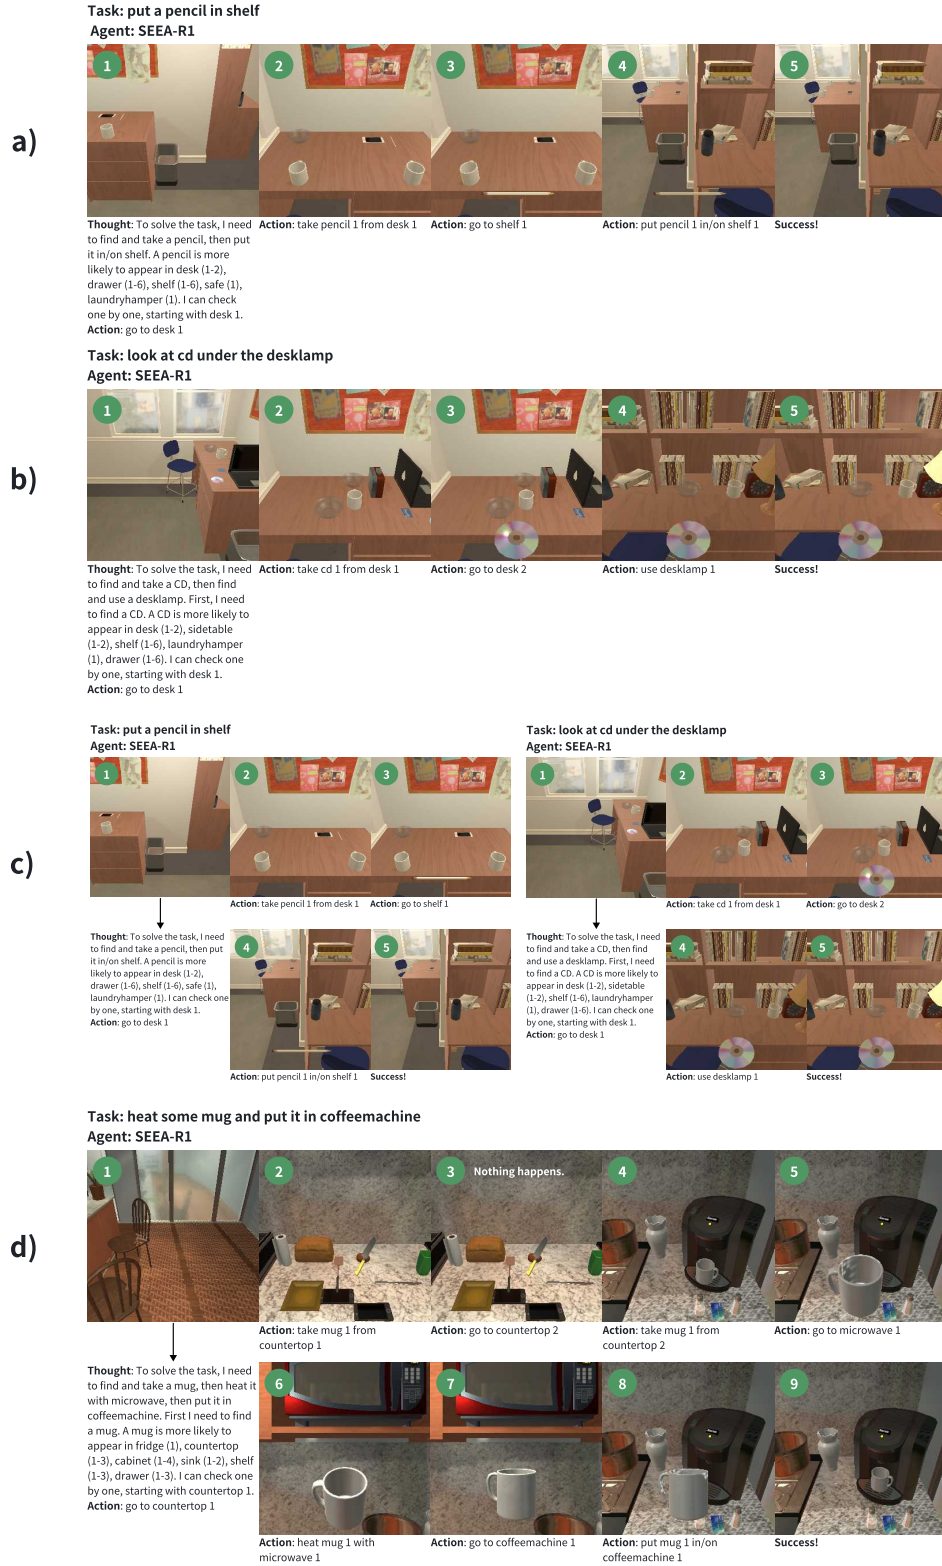 Task: put a pencil in shelf
Agent: SEEA-R1
a)
1
2
3
4
5
Thought: To solve the task, I need
to find and take a pencil, then put
it in/on shelf. A pencil is more
likely to appear in desk (1-2),
drawer (1-6), shelf (1-6), safe (1),
laundryhamper (1). I can check
one by one, starting with desk 1.
Action: go to desk 1
Action: take pencil 1 from desk 1
Action: go to shelf 1
Action: put pencil 1 in/on shelf 1
Success!
Task: look at cd under the desklamp
Agent: SEEA-R1
b)
1
2
3
4
5
Thought: To solve the task, I need
to find and take a CD, then find
and use a desklamp. First, I need
to find a CD. A CD is more likely to
appear in desk (1-2), sidetable
(1-2), shelf (1-6), laundryhamper
(1), drawer (1-6). I can check one
by one, starting with desk 1.
Action: go to desk 1
Action: take cd 1 from desk 1
Action: go to desk 2
Action: use desklamp 1
Success!
c)
Task: put a pencil in shelf
Agent: SEEA-R1
1
2
3
Action: take pencil 1 from desk 1
Action: go to shelf 1
Thought: To solve the task, I need
to find and take a pencil, then put
it in/on shelf. A pencil is more
likely to appear in desk (1-2),
drawer (1-6), shelf (1-6), safe (1),
laundryhamper (1). I can check one
by one, starting with desk 1.
Action: go to desk 1
4
5
Action: put pencil 1 in/on shelf 1
Success!
Task: look at cd under the desklamp
Agent: SEEA-R1
1
2
3
Action: take cd 1 from desk 1
Action: go to desk 2
Thought: To solve the task, I need
to find and take a CD, then find
and use a desklamp. First, I need
to find a CD. A CD is more likely to
appear in desk (1-2), sidetable
(1-2), shelf (1-6), laundryhamper
(1), drawer (1-6). I can check one
by one, starting with desk 1.
Action: go to desk 1
4
5
Action: use desklamp 1
Success!
Task: heat some mug and put it in coffeemachine
Agent: SEEA-R1
d)
1
2
3
Nothing happens.
4
5
Action: take mug 1 from
countertop 1
Action: go to countertop 2
Action: take mug 1 from
countertop 2
Action: go to microwave 1
Thought: To solve the task, I need
to find and take a mug, then heat it
with microwave, then put it in
coffeemachine. First I need to find
a mug. A mug is more likely to
appear in fridge (1), countertop
(1-3), cabinet (1-4), sink (1-2), shelf
(1-3), drawer (1-3). I can check one
by one, starting with countertop 1.
Action: go to countertop 1
6
7
8
9
Action: heat mug 1 with
microwave 1
Action: go to coffeemachine 1
Action: put mug 1 in/on
coffeemachine 1
Success!